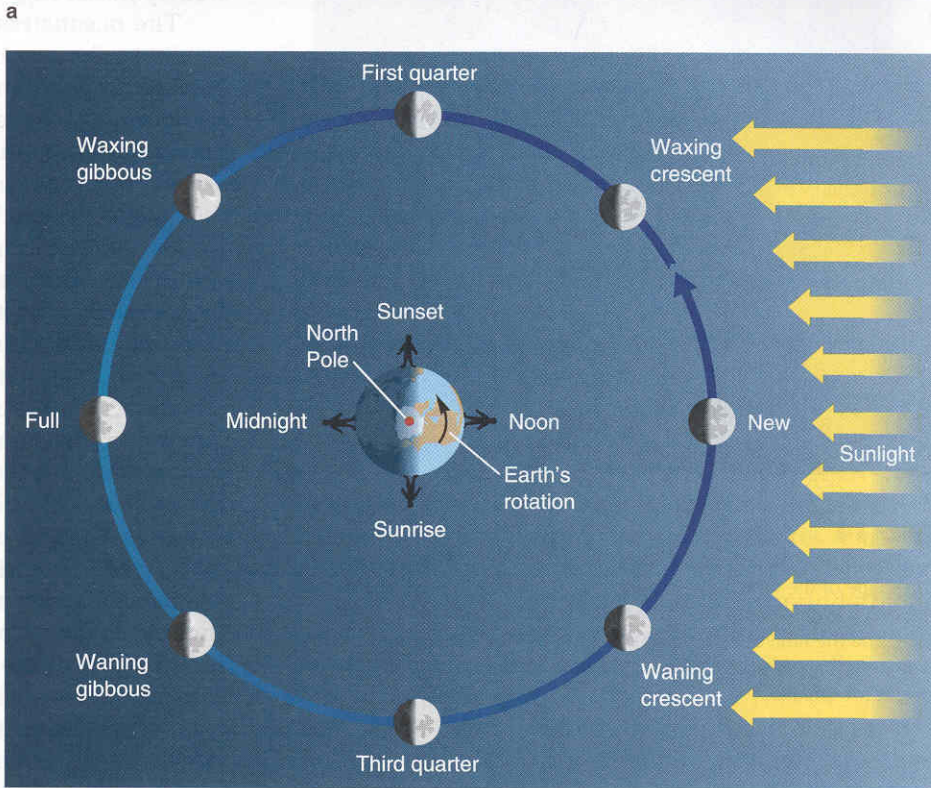 a
First quarter
Waxing
gibbous
Waxing
crescent
Sunset
North
Pole
Full
Midnight
Noon
New
Sunlight
Earth's
rotation
Sunrise
Waning
gibbous
Waning
crescent
Third quarter